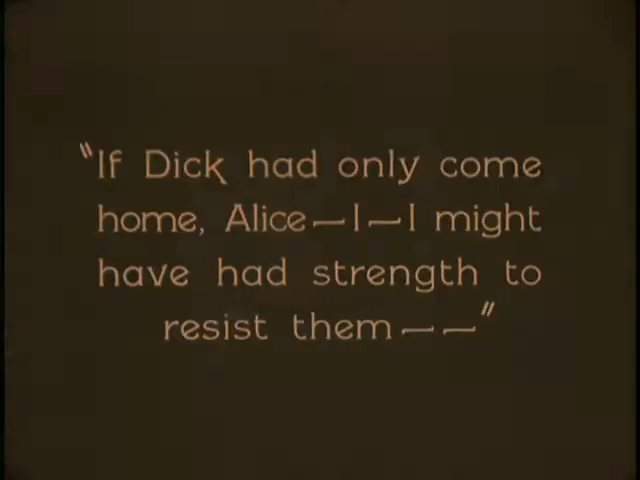 "If Dick had only come
home, Alice—I—I might
have had strength to
resist them——"